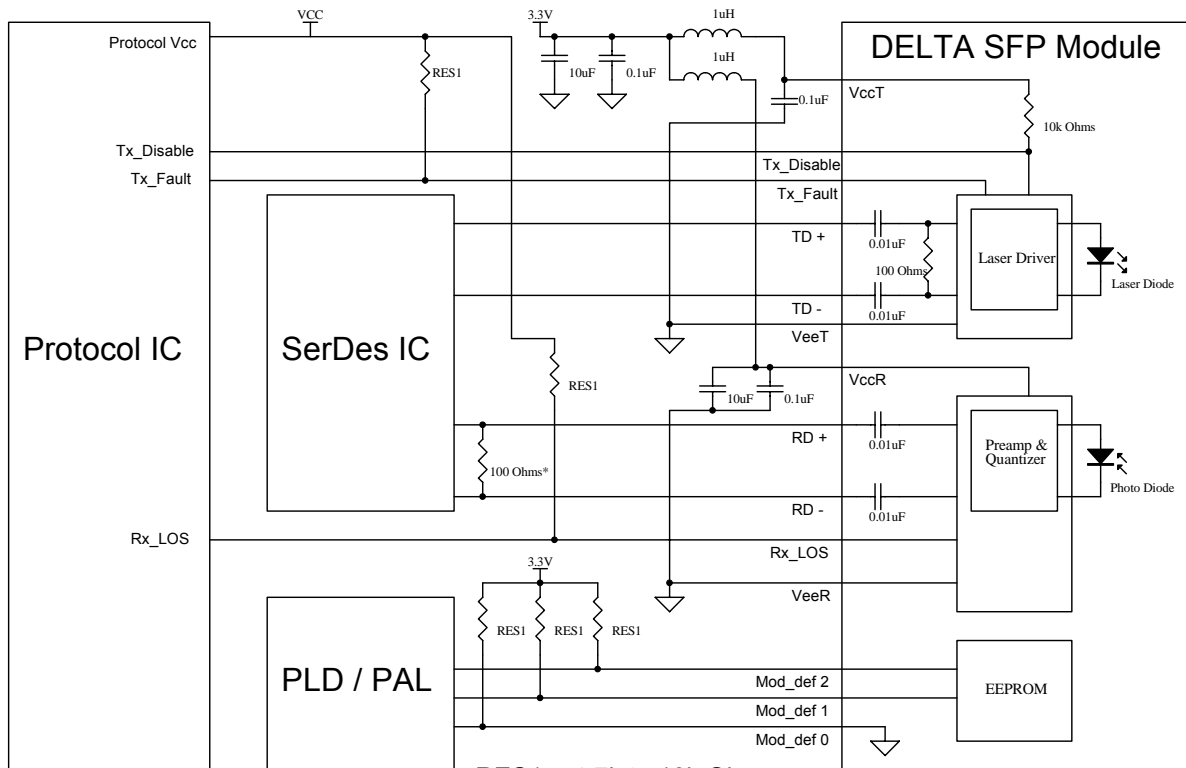 VCC
3.3V
1uH
Protocol Vcc
DELTA SFP Module
RES1
10uF
0.1uF
1uH
VccT
0.1uF
10k Ohms
Tx_Disable
Tx_Disable
Tx_Fault
Tx_Fault
TD +
0.01uF
Laser Driver
100 Ohms
Laser Diode
TD -
0.01uF
VeeT
Protocol IC
SerDes IC
RES1
VccR
10uF
0.1uF
RD +
0.01uF
Preamp &
Quantizer
100 Ohms*
Photo Diode
RD -
0.01uF
Rx_LOS
Rx_LOS
3.3V
VeeR
RES1
RES1
RES1
PLD / PAL
Mod_def 2
EEPROM
Mod_def 1
Mod_def 0